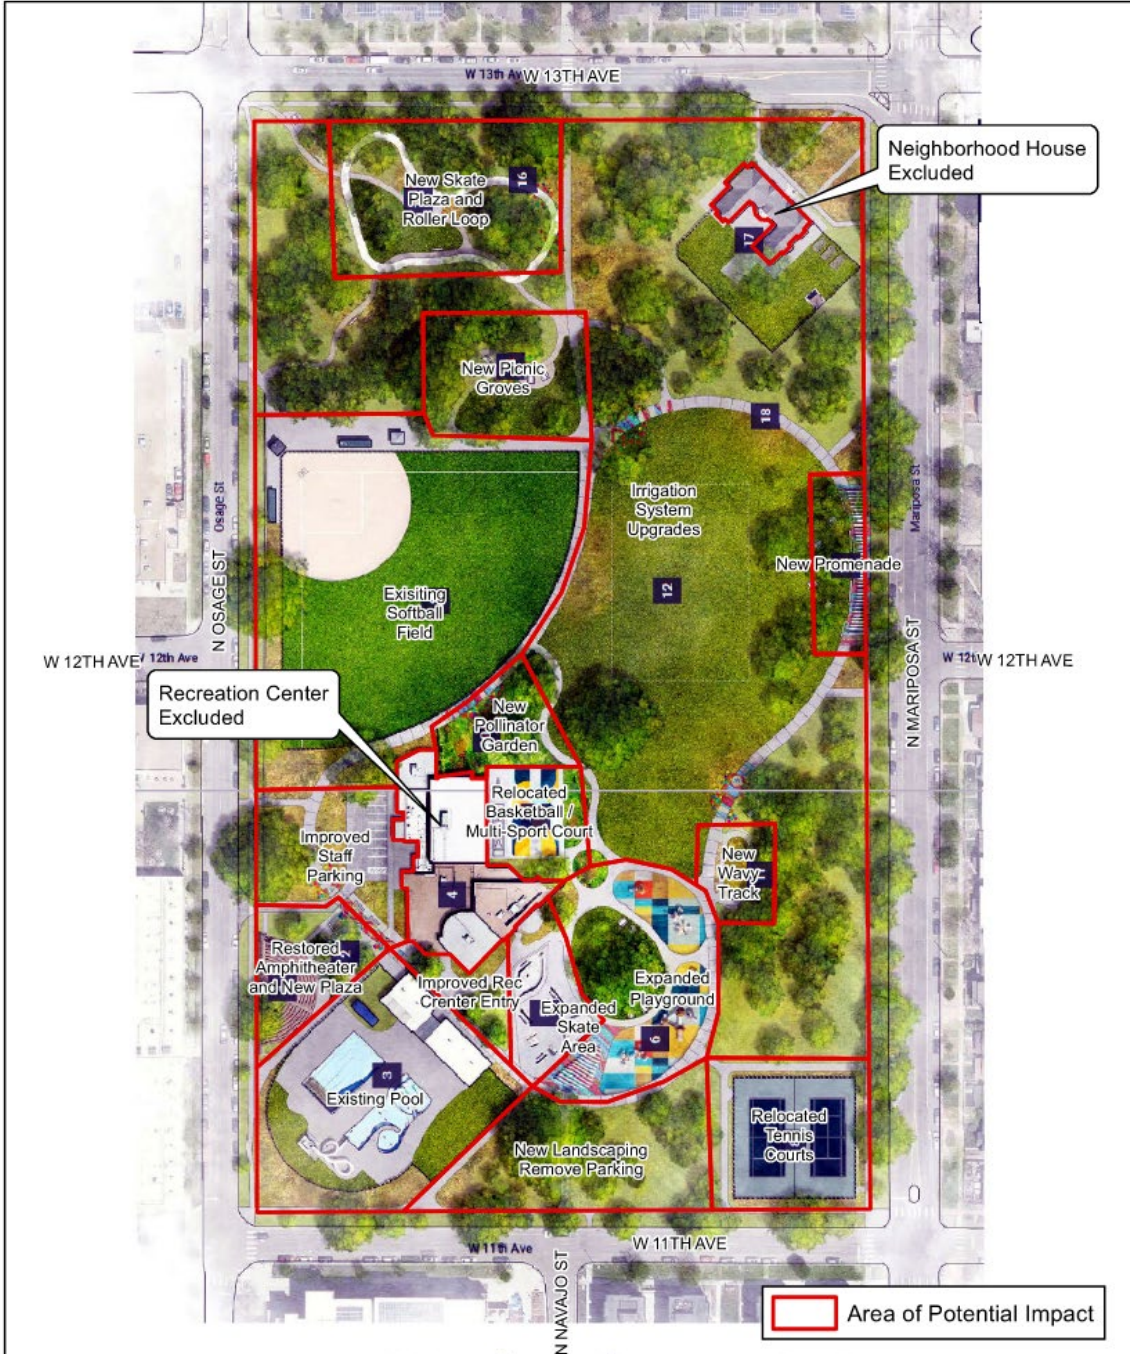 W 13th Av
W 13TH AVE
Neighborhood House
Excluded
New Skate
Plaza and
Roller Loop
16
17
New Picnic
Groves
18
Irrigation
System
Upgrades
Osage St
Mariposa St
N OSAGE ST
New Promenade
12
Exisiting
Softball
Field
W 12TH AVE
12th Ave
W 12t
W 12TH AVE
N MARIPOSA ST
Recreation Center
Excluded
New
Pollinator
Garden
Relocated
Basketball /
Multi-Sport Court
Improved
Staff
Parking
New
Wavy
Track
4
2
Restored
Amphitheater
and New Plaza
Improved Rec
Crenter Entry
Expanded
Playground
Expanded
Skate
Area
6
3
Existing Pool
Relocated
Tennis
Courts
New Landscaping
Remove Parking
W 11th Ave
W 11TH AVE
N NAVAJO ST
Area of Potential Impact